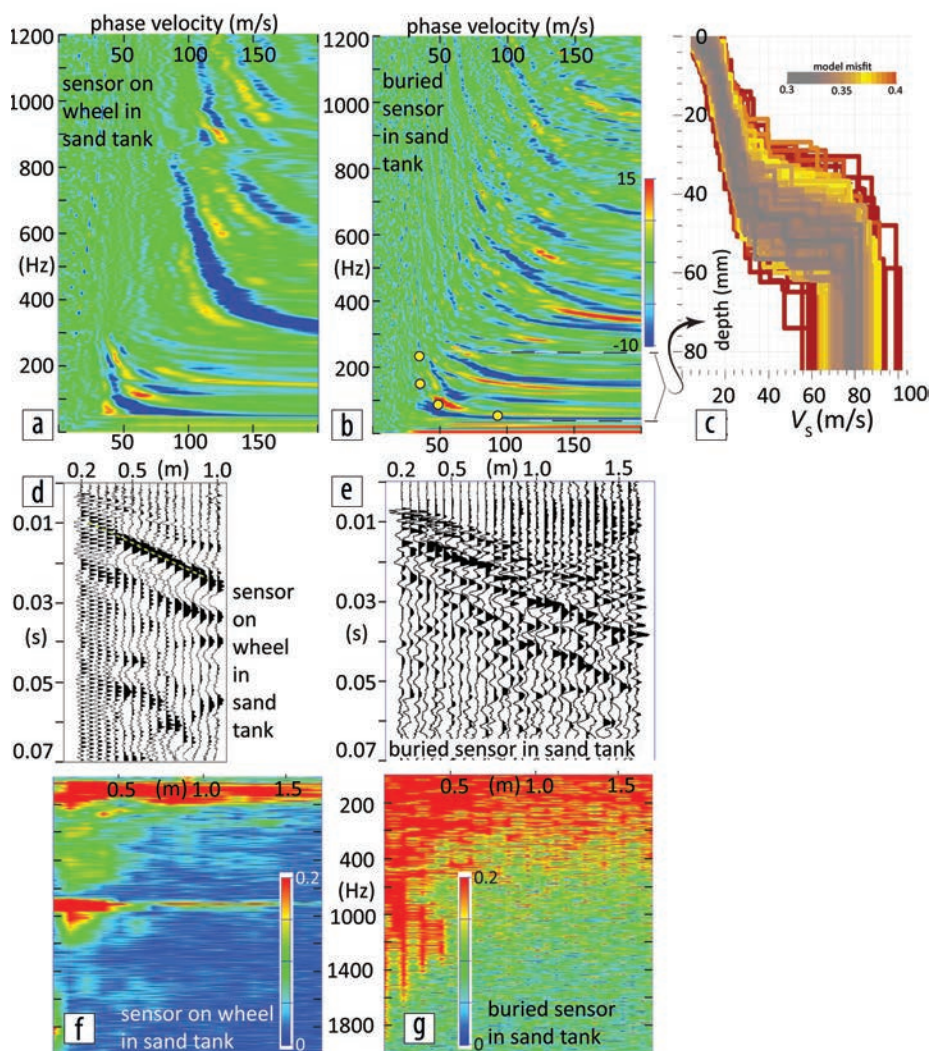 phase velocity (m/s)
50 100 150
1200
1000
800
600
(Hz)
400
200
sensor on
wheel in
sand tank
a
50 100 150
phase velocity (m/s)
50 100 150
1200
1000
800
600
(Hz)
400
200
buried
sensor
in sand
tank
15
-10
b
50 100 150
0
20
40
60
80
depth (mm)
model misfit
0.3 0.35 0.4
c
20 40 60 80 100
Vs (m/s)
d
0.2 0.5 (m) 1.0
0.01
0.03
(s)
0.05
0.07
sensor
on
wheel
in
sand
tank
e
0.2 0.5 (m) 1.0 1.5
0.01
0.03
(s)
0.05
0.07
buried sensor in sand tank
0.5 (m) 1.0 1.5
0.2
0
f
sensor on wheel
in sand tank
0.5 (m) 1.0 1.5
200
400
(Hz)
1000
1400
1800
0.2
0
g
buried sensor
in sand tank